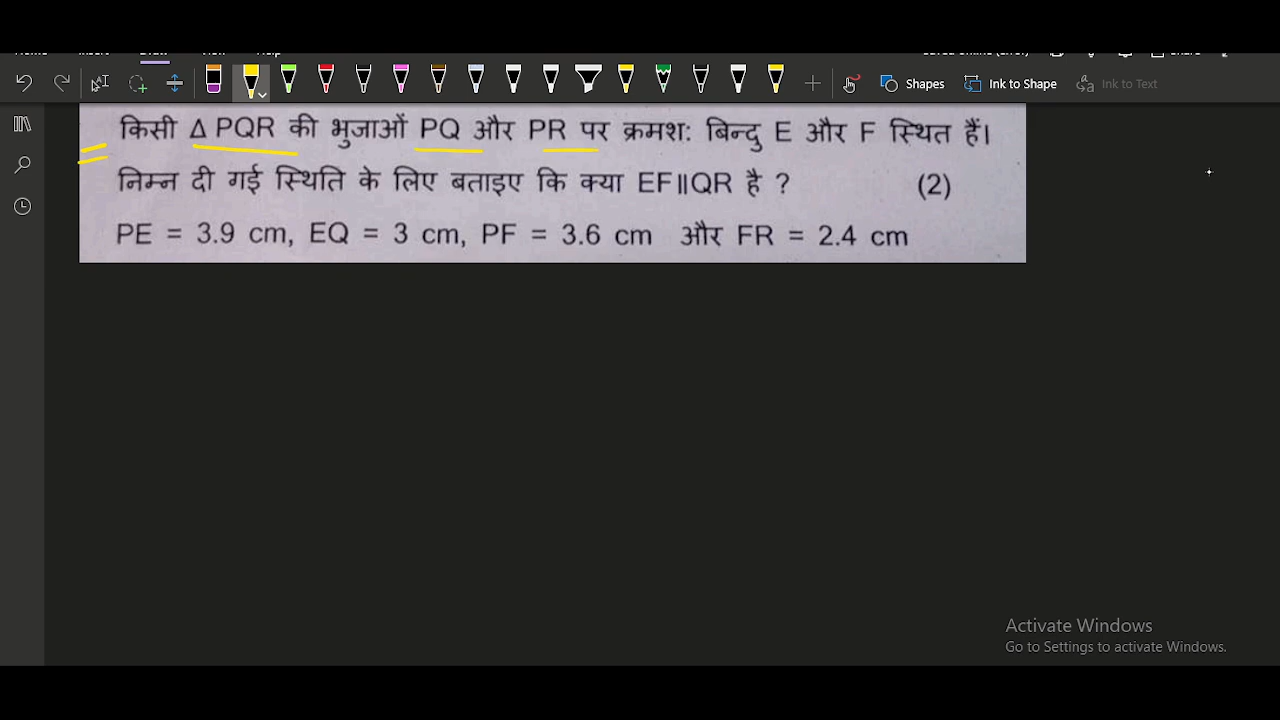 Shapes
Ink to Shape
Ink to Text
किसी Δ PQR की भुजाओं PQ और PR पर क्रमशः बिन्दु E और F स्थित हैं।
निम्न दी गई स्थिति के लिए बताइए कि क्या EF॥QR है ? (2)
PE = 3.9 cm, EQ = 3 cm, PF = 3.6 cm और FR = 2.4 cm
Activate Windows
Go to Settings to activate Windows.